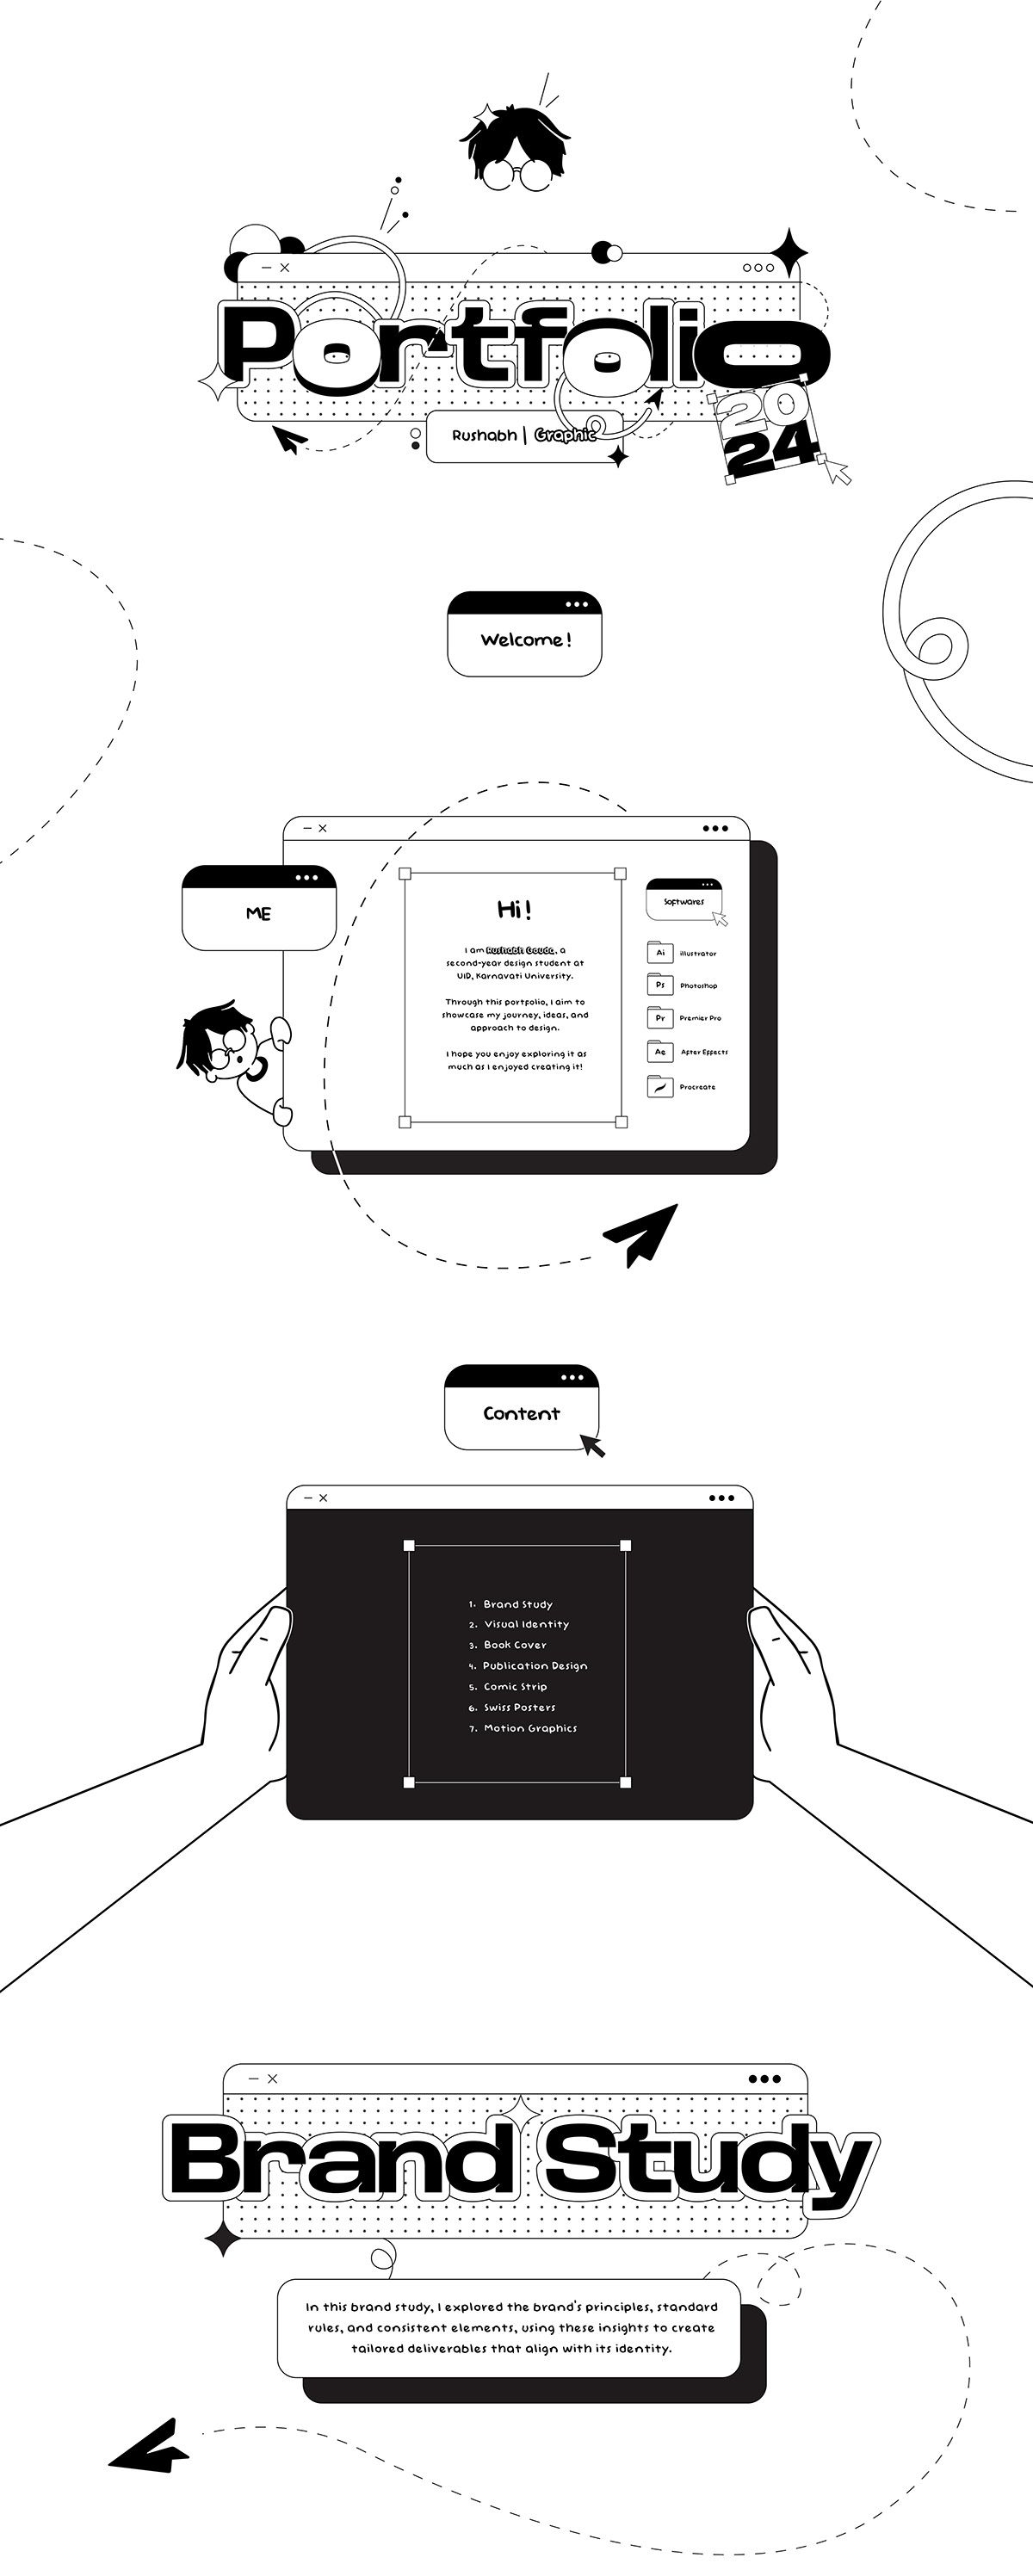 Portfolio
20
24
Rushabh | Graphic
Welcome!
ME
Hi!
I am Rushabh Gouda, a
second-year design student at
UID, Karnavati University.
Through this portfolio, I aim to
showcase my journey, ideas, and
approach to design.
I hope you enjoy exploring it as
much as I enjoyed creating it!
Softwares
Ai illustrator
Ps Photoshop
Pr Premier Pro
Ae After Effects
Procreate
Content
1. Brand Study
2. Visual Identity
3. Book Cover
4. Publication Design
5. Comic Strip
6. Swiss Posters
7. Motion Graphics
Brand Study
In this brand study, I explored the brand's principles, standard
rules, and consistent elements, using these insights to create
tailored deliverables that align with its identity.